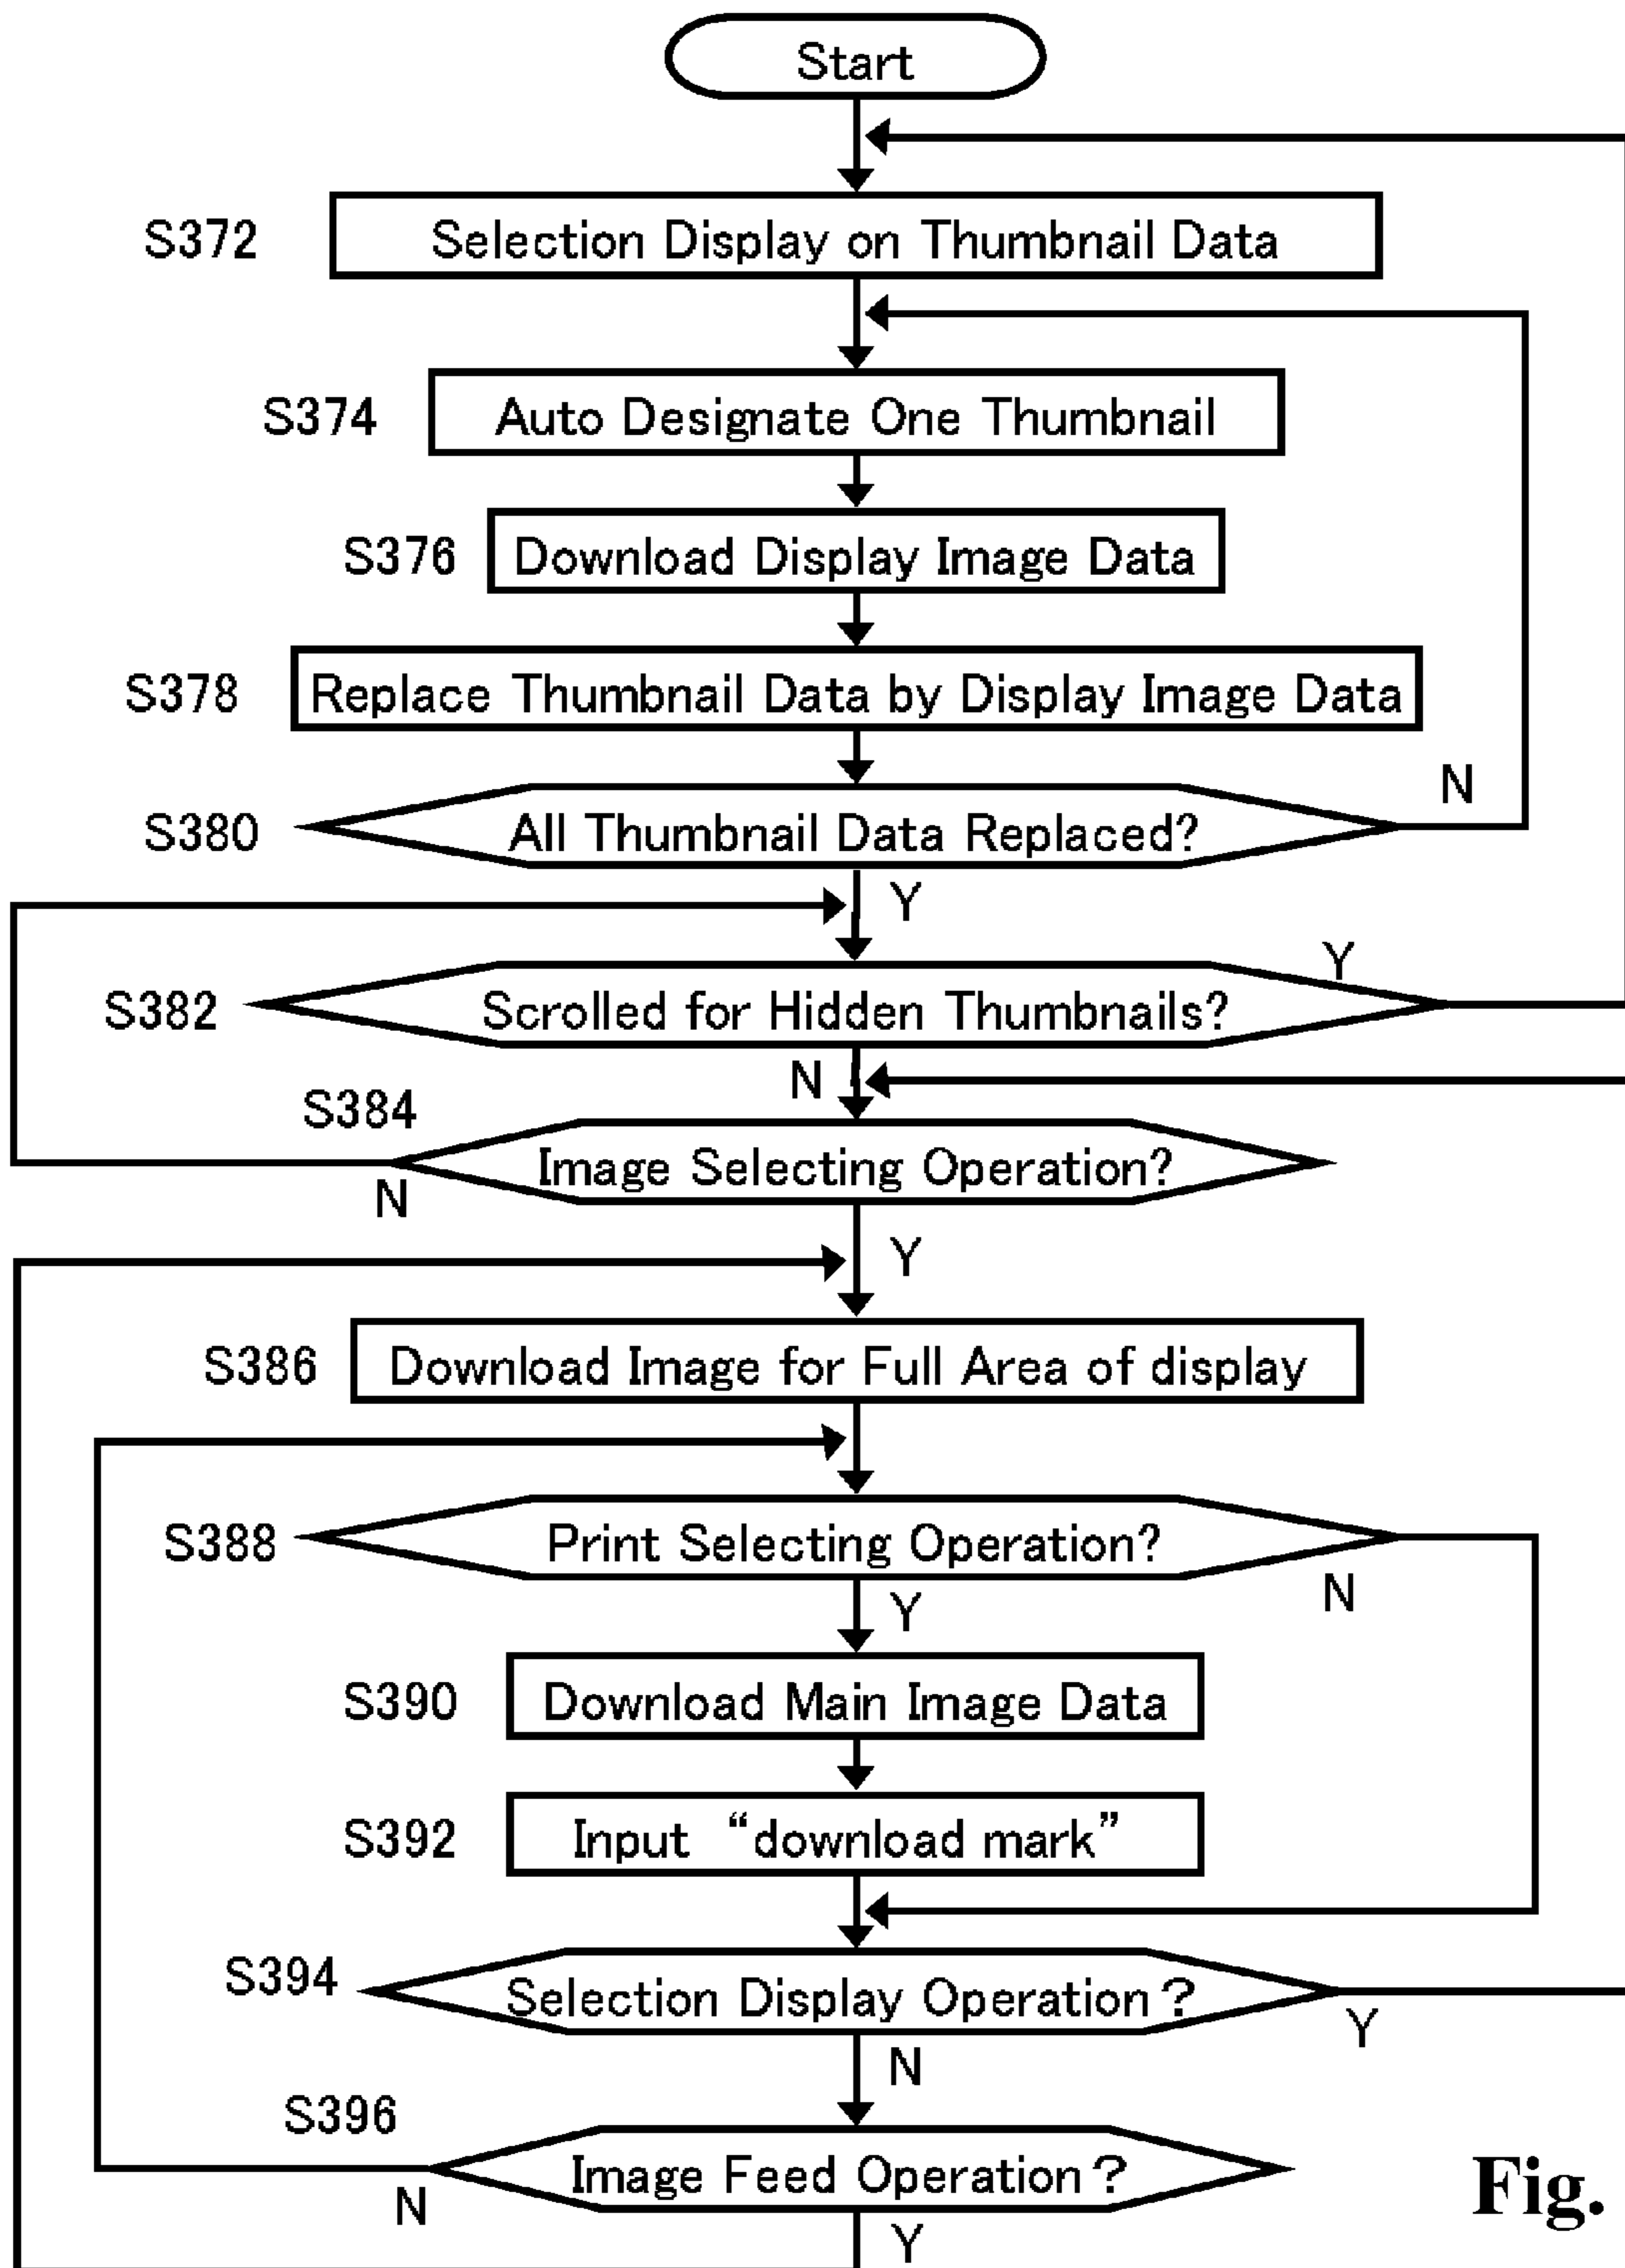 Start
S372 Selection Display on Thumbnail Data
S374 Auto Designate One Thumbnail
S376 Download Display Image Data
S378 Replace Thumbnail Data by Display Image Data
N
S380 All Thumbnail Data Replaced?
Y
Y
S382 Scrolled for Hidden Thumbnails?
N
S384
Image Selecting Operation?
N
Y
S386 Download Image for Full Area of display
S388 Print Selecting Operation?
N
Y
S390 Download Main Image Data
S392 Input “download mark”
S394 Selection Display Operation?
Y
N
S396
Image Feed Operation?
N
Y
Fig.